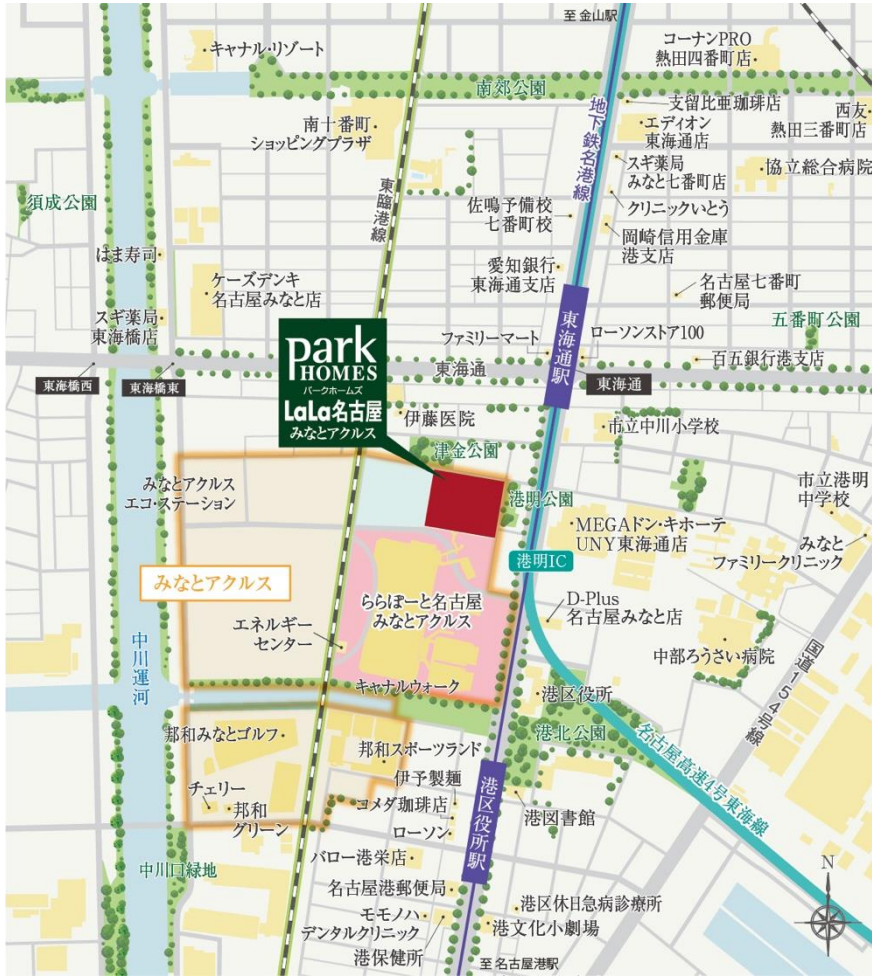 至 金山駅
コーナンPRO
熱田四番町店
キャナル・リゾート
南郊公園
支留比亜珈琲店
西友
熱田三番町店
エディオン
東海通店
南十番町
ショッピングプラザ
地下鉄名港線
スギ薬局
みなと七番町店
協立総合病院
東臨港線
須成公園
佐鳴予備校
七番町校
クリニックいとう
岡崎信用金庫
港支店
はま寿司
愛知銀行
東海通支店
ケーズデンキ
名古屋みなと店
名古屋七番町
郵便局
スギ薬局
東海橋店
五番町公園
ファミリーマート
東海通駅
ローソンストア100
百五銀行港支店
東海橋西
東海橋東
東海通
東海通
park
HOMES
パークホームズ
LaLa名古屋
みなとアクルス
伊藤医院
津金公園
市立中川小学校
みなとアクルス
エコ・ステーション
港明公園
市立港明
中学校
MEGAドン・キホーテ
UNY東海通店
みなと
ファミリークリニック
港明IC
みなとアクルス
ららぽーと名古屋
みなとアクルス
D-Plus
名古屋みなと店
エネルギー
センター
中部ろうさい病院
国道154号線
中川運河
キャナルウォーク
港区役所
港北公園
名古屋高速4号東海線
邦和みなとゴルフ
邦和スポーツランド
伊予製麺
チェリー
邦和
グリーン
コメダ珈琲店
港区役所駅
港図書館
ローソン
中川口緑地
バロー港栄店
名古屋港郵便局
港区休日急病診療所
モモノハ
デンタルクリニック
港文化小劇場
港保健所
至 名古屋港駅
N